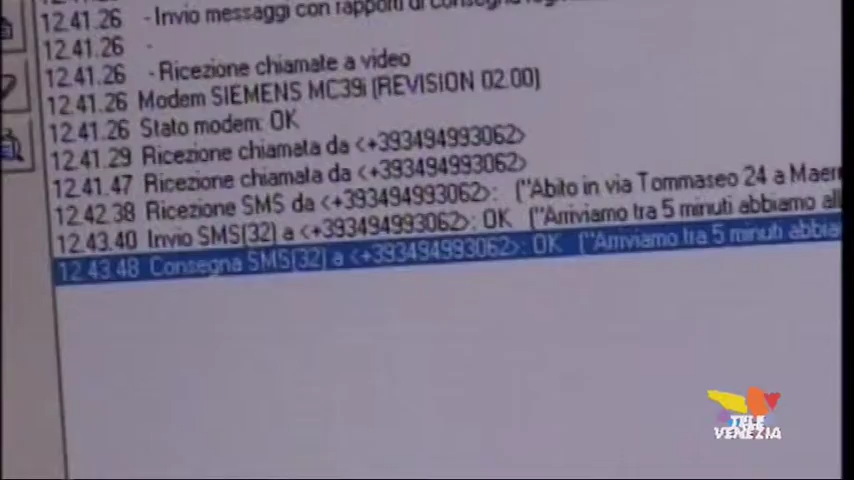 12.41.26 - Invio messaggi con rapporti di consegna
12.41.26 -
12.41.26 - Ricezione chiamate a video
12.41.26 Modem SIEMENS MC39i (REVISION 02.00)
12.41.26 Stato modem: OK
12.41.29 Ricezione chiamata da <+393494993062>
12.41.47 Ricezione chiamata da <+393494993062>
12.42.38 Ricezione SMS da <+393494993062>: ("Abito in via Tommaseo 24 a
12.43.40 Invio SMS(32) a <+393494993062>: OK ("Arriviamo tra 5 minuti abbiamo
12.43.48 Consegna SMS(32) a <+393494993062>: OK ("Arriviamo tra 5 minuti
TELE
VENEZIA